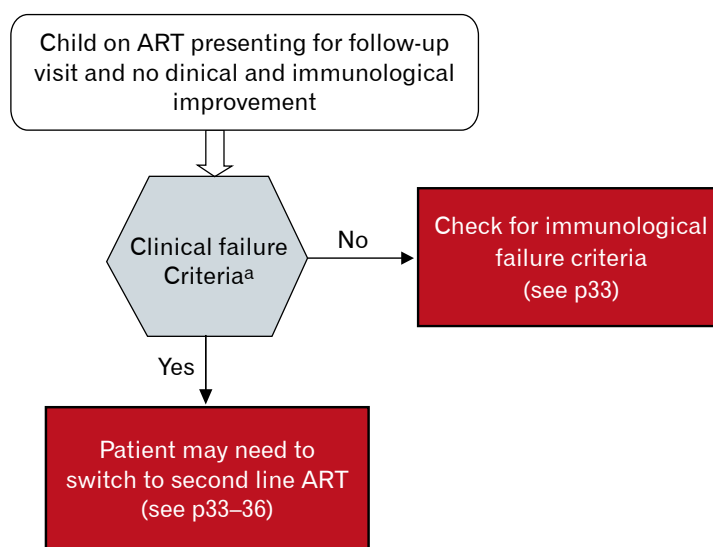 Child on ART presenting for follow-up
visit and no dinical and immunological
improvement
Clinical failure
Criteriaᵃ
No
Check for immunological
failure criteria
(see p33)
Yes
Patient may need to
switch to second line ART
(see p33–36)